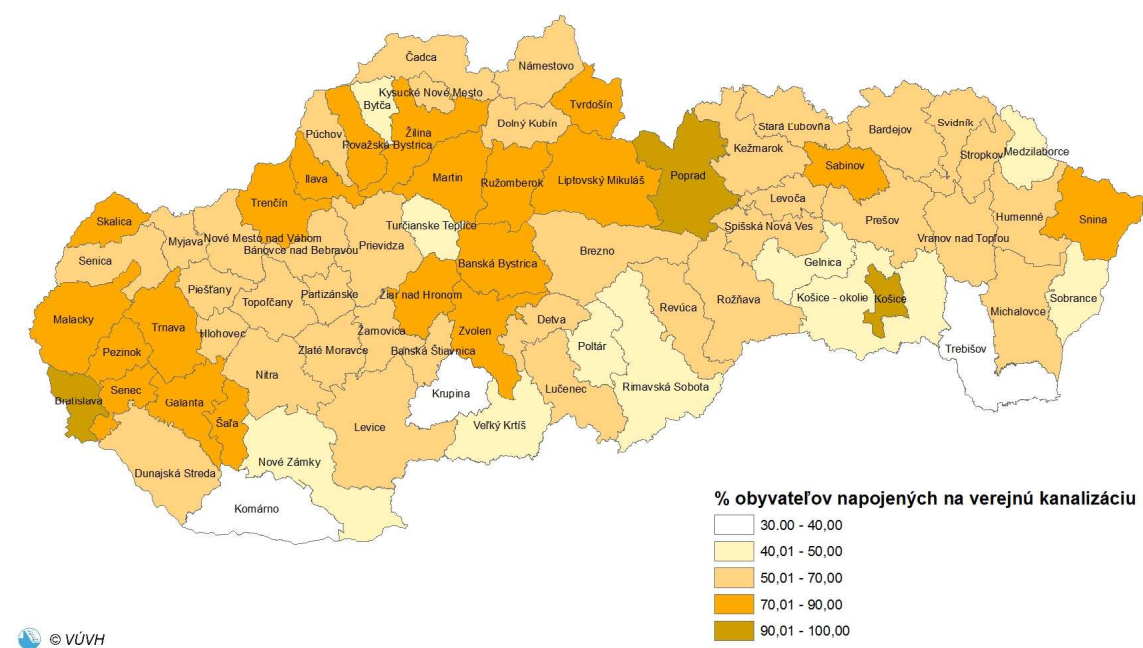 Čadca
Námestovo
Kysucké Nové Mesto
Bytča
Tvrdošín
Dolný Kubín
Púchov
Žilina
Považská Bystrica
Stará Ľubovňa
Bardejov
Svidník
Kežmarok
Stropkov
Medzilaborce
Sabinov
Ilava
Martin
Ružomberok
Liptovský Mikuláš
Poprad
Trenčín
Levoča
Skalica
Turčianske Teplice
Prešov
Humenné
Snina
Spišská Nová Ves
Myjava
Nové Mesto nad Váhom
Vranov nad Topľou
Prievidza
Bánovce nad Bebravou
Brezno
Senica
Banská Bystrica
Gelnica
Piešťany
Partizánske
Žiar nad Hronom
Topoľčany
Rožňava
Košice - okolie
Košice
Sobrance
Revúca
Michalovce
Malacky
Trnava
Hlohovec
Žarnovica
Zvolen
Detva
Poltár
Trebišov
Pezinok
Zlaté Moravce
Banská Štiavnica
Nitra
Rimavská Sobota
Lučenec
Senec
Krupina
Bratislava
Galanta
Šaľa
Levice
Veľký Krtíš
Nové Zámky
Dunajská Streda
Komárno
% obyvateľov napojených na verejnú kanalizáciu
30.00 - 40,00
40,01 - 50,00
50,01 - 70,00
70,01 - 90,00
90,01 - 100,00
© VÚVH